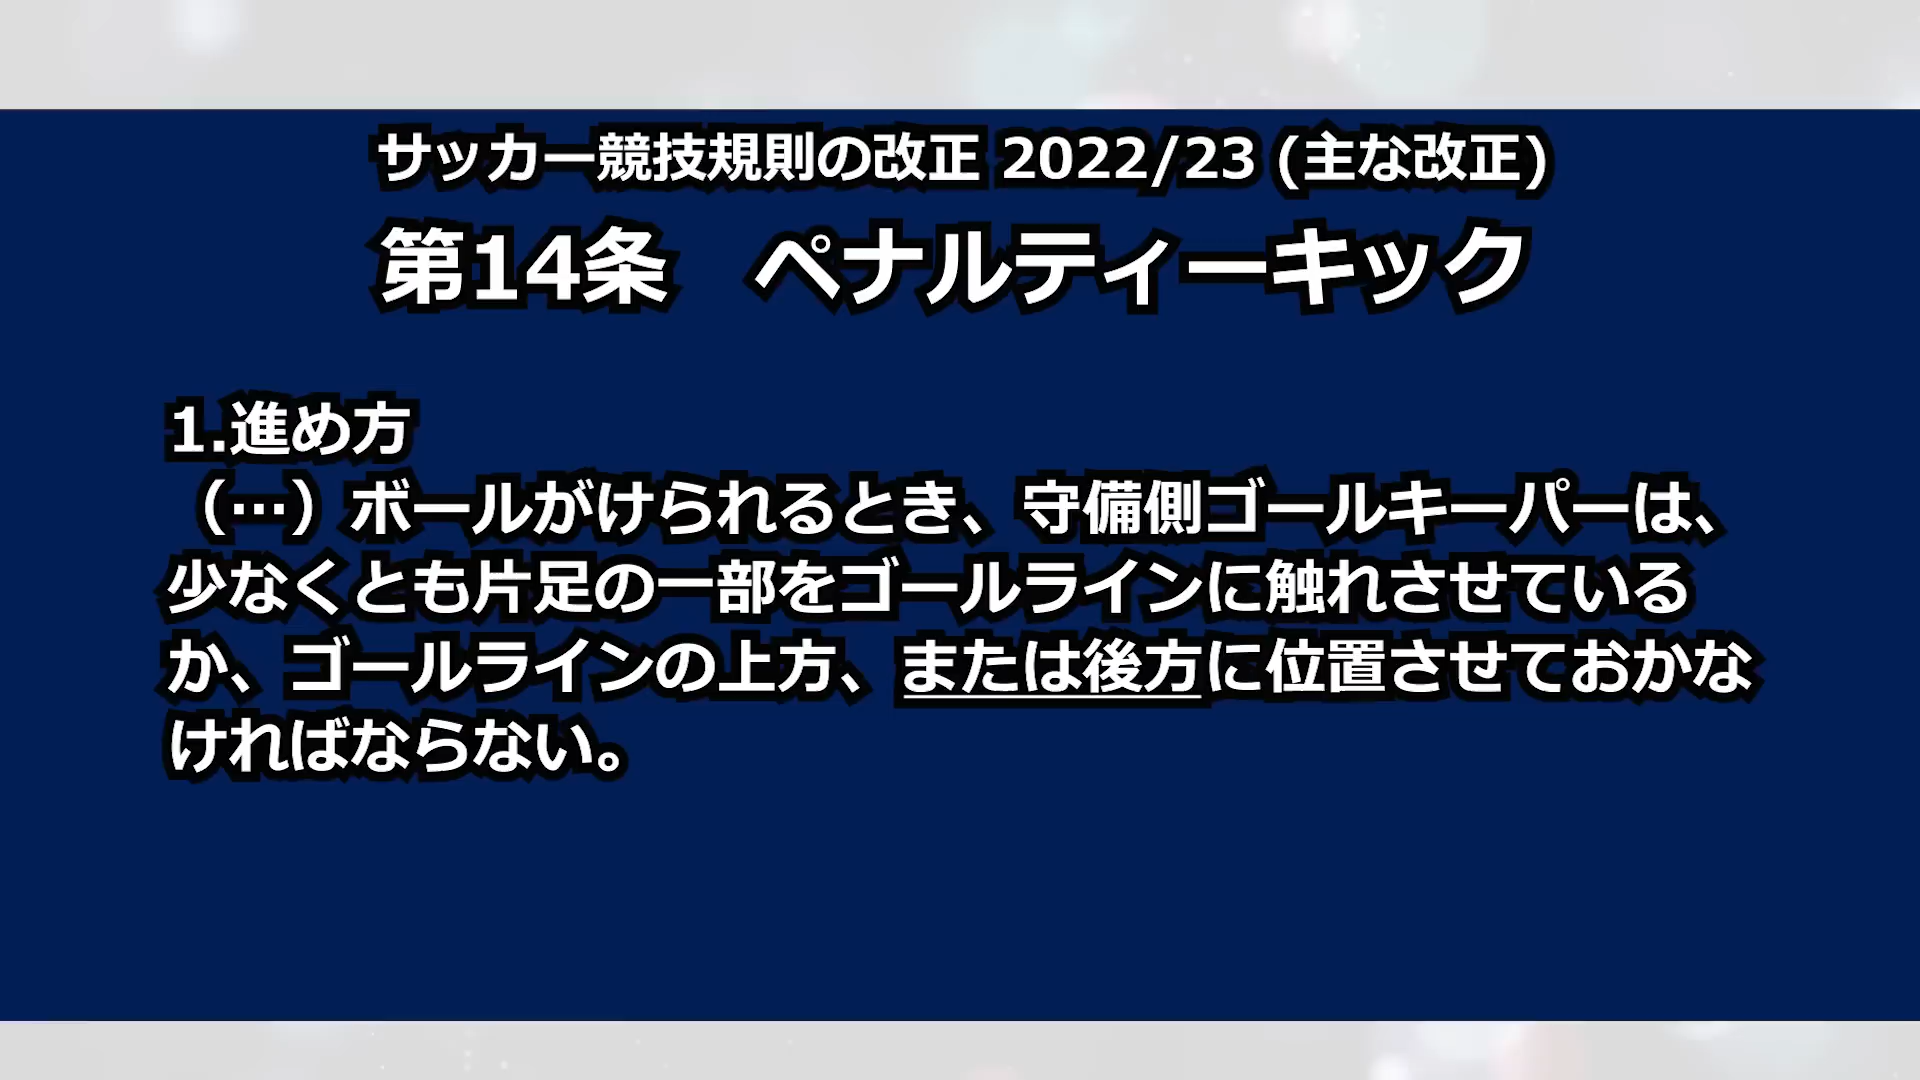 サッカー競技規則の改正 2022/23 (主な改正)
第14条　ペナルティーキック
1.進め方
（…）ボールがけられるとき、守備側ゴールキーパーは、
少なくとも片足の一部をゴールラインに触れさせている
か、ゴールラインの上方、または後方に位置させておかな
ければならない。